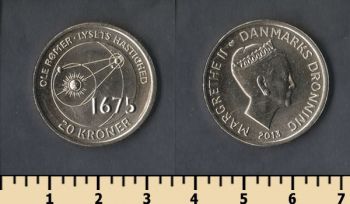 OLE RØMER · LYSETS HASTIGHED
1675
20 KRONER
MARGRETHE II DANMARKS DRONNING
2013
1 2 3 4 5 6 7